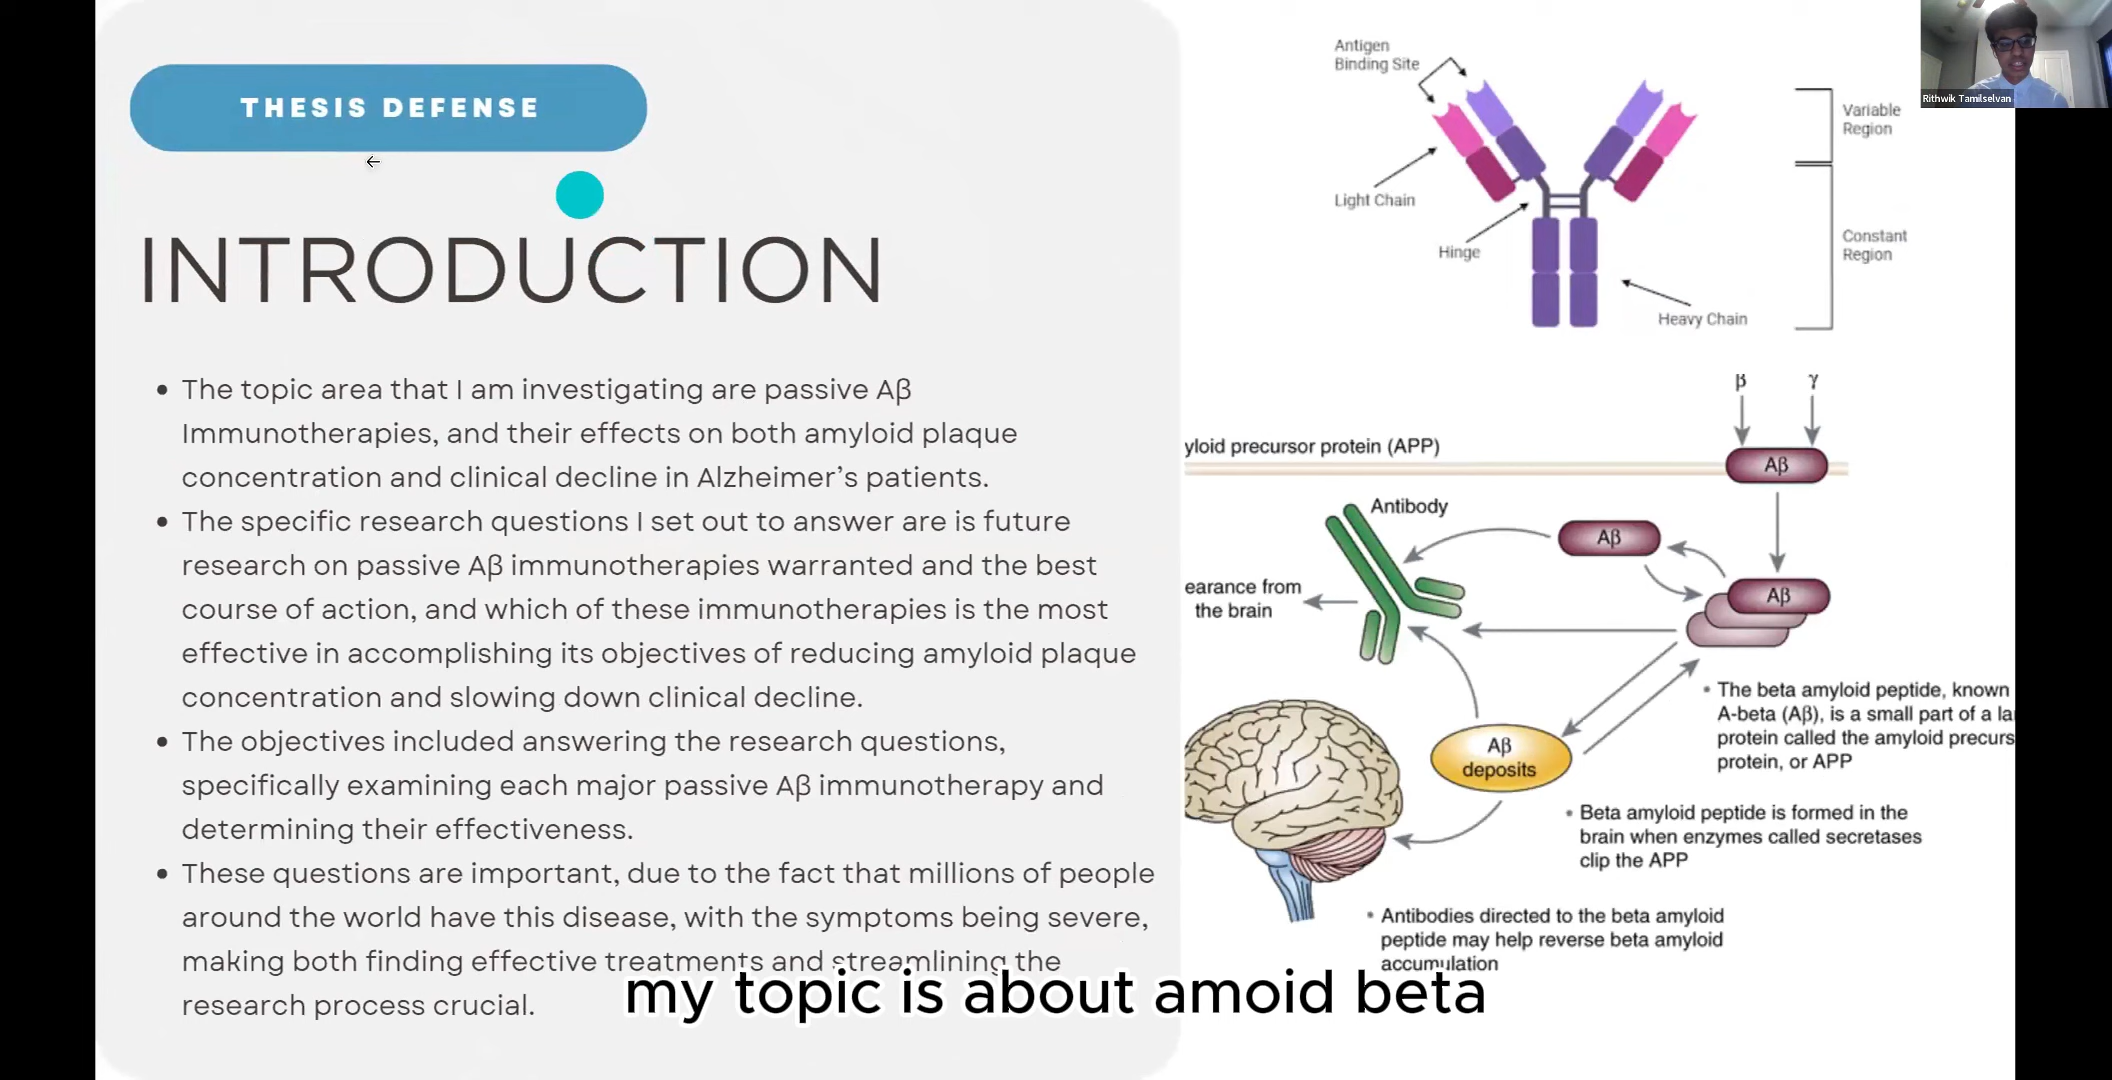 THESIS DEFENSE
INTRODUCTION
• The topic area that I am investigating are passive Aβ
Immunotherapies, and their effects on both amyloid plaque
concentration and clinical decline in Alzheimer’s patients.
• The specific research questions I set out to answer are is future
research on passive Aβ immunotherapies warranted and the best
course of action, and which of these immunotherapies is the most
effective in accomplishing its objectives of reducing amyloid plaque
concentration and slowing down clinical decline.
• The objectives included answering the research questions,
specifically examining each major passive Aβ immunotherapy and
determining their effectiveness.
• These questions are important, due to the fact that millions of people
around the world have this disease, with the symptoms being severe,
making both finding effective treatments and streamlining the
research process crucial.
Antigen
Binding Site
Light Chain
Hinge
Heavy Chain
Variable
Region
Constant
Region
β γ
yloid precursor protein (APP)
Aβ
Antibody
Aβ
Aβ
earance from
the brain
Aβ
deposits
• The beta amyloid peptide, known
A-beta (Aβ), is a small part of a la
protein called the amyloid precurs
protein, or APP
• Beta amyloid peptide is formed in the
brain when enzymes called secretases
clip the APP
• Antibodies directed to the beta amyloid
peptide may help reverse beta amyloid
accumulation
Rithwik Tamilselvan
my topic is about amoid beta